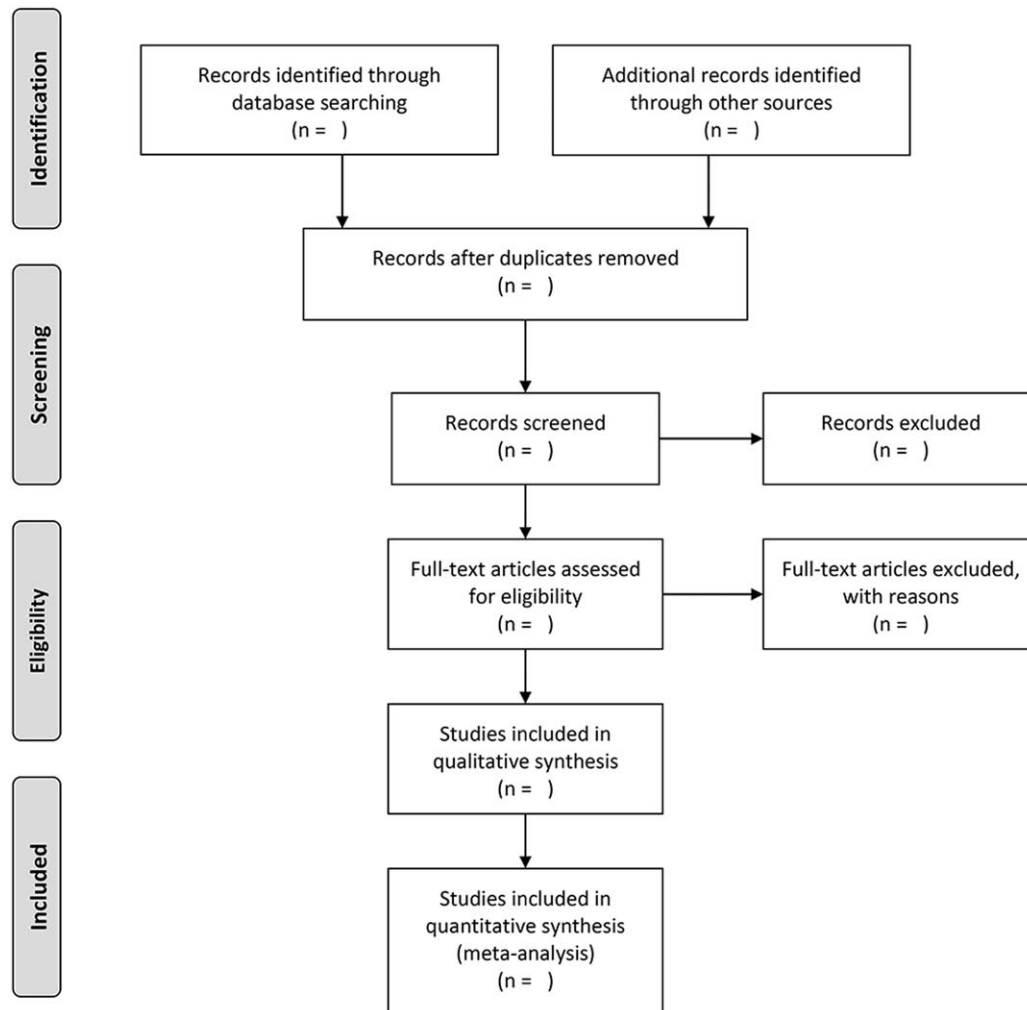 Identification
Records identified through
database searching
(n =   )
Additional records identified
through other sources
(n =   )
Records after duplicates removed
(n =   )
Screening
Records screened
(n =   )
Records excluded
(n =   )
Eligibility
Full-text articles assessed
for eligibility
(n =   )
Full-text articles excluded,
with reasons
(n =   )
Studies included in
qualitative synthesis
(n =   )
Included
Studies included in
quantitative synthesis
(meta-analysis)
(n =   )